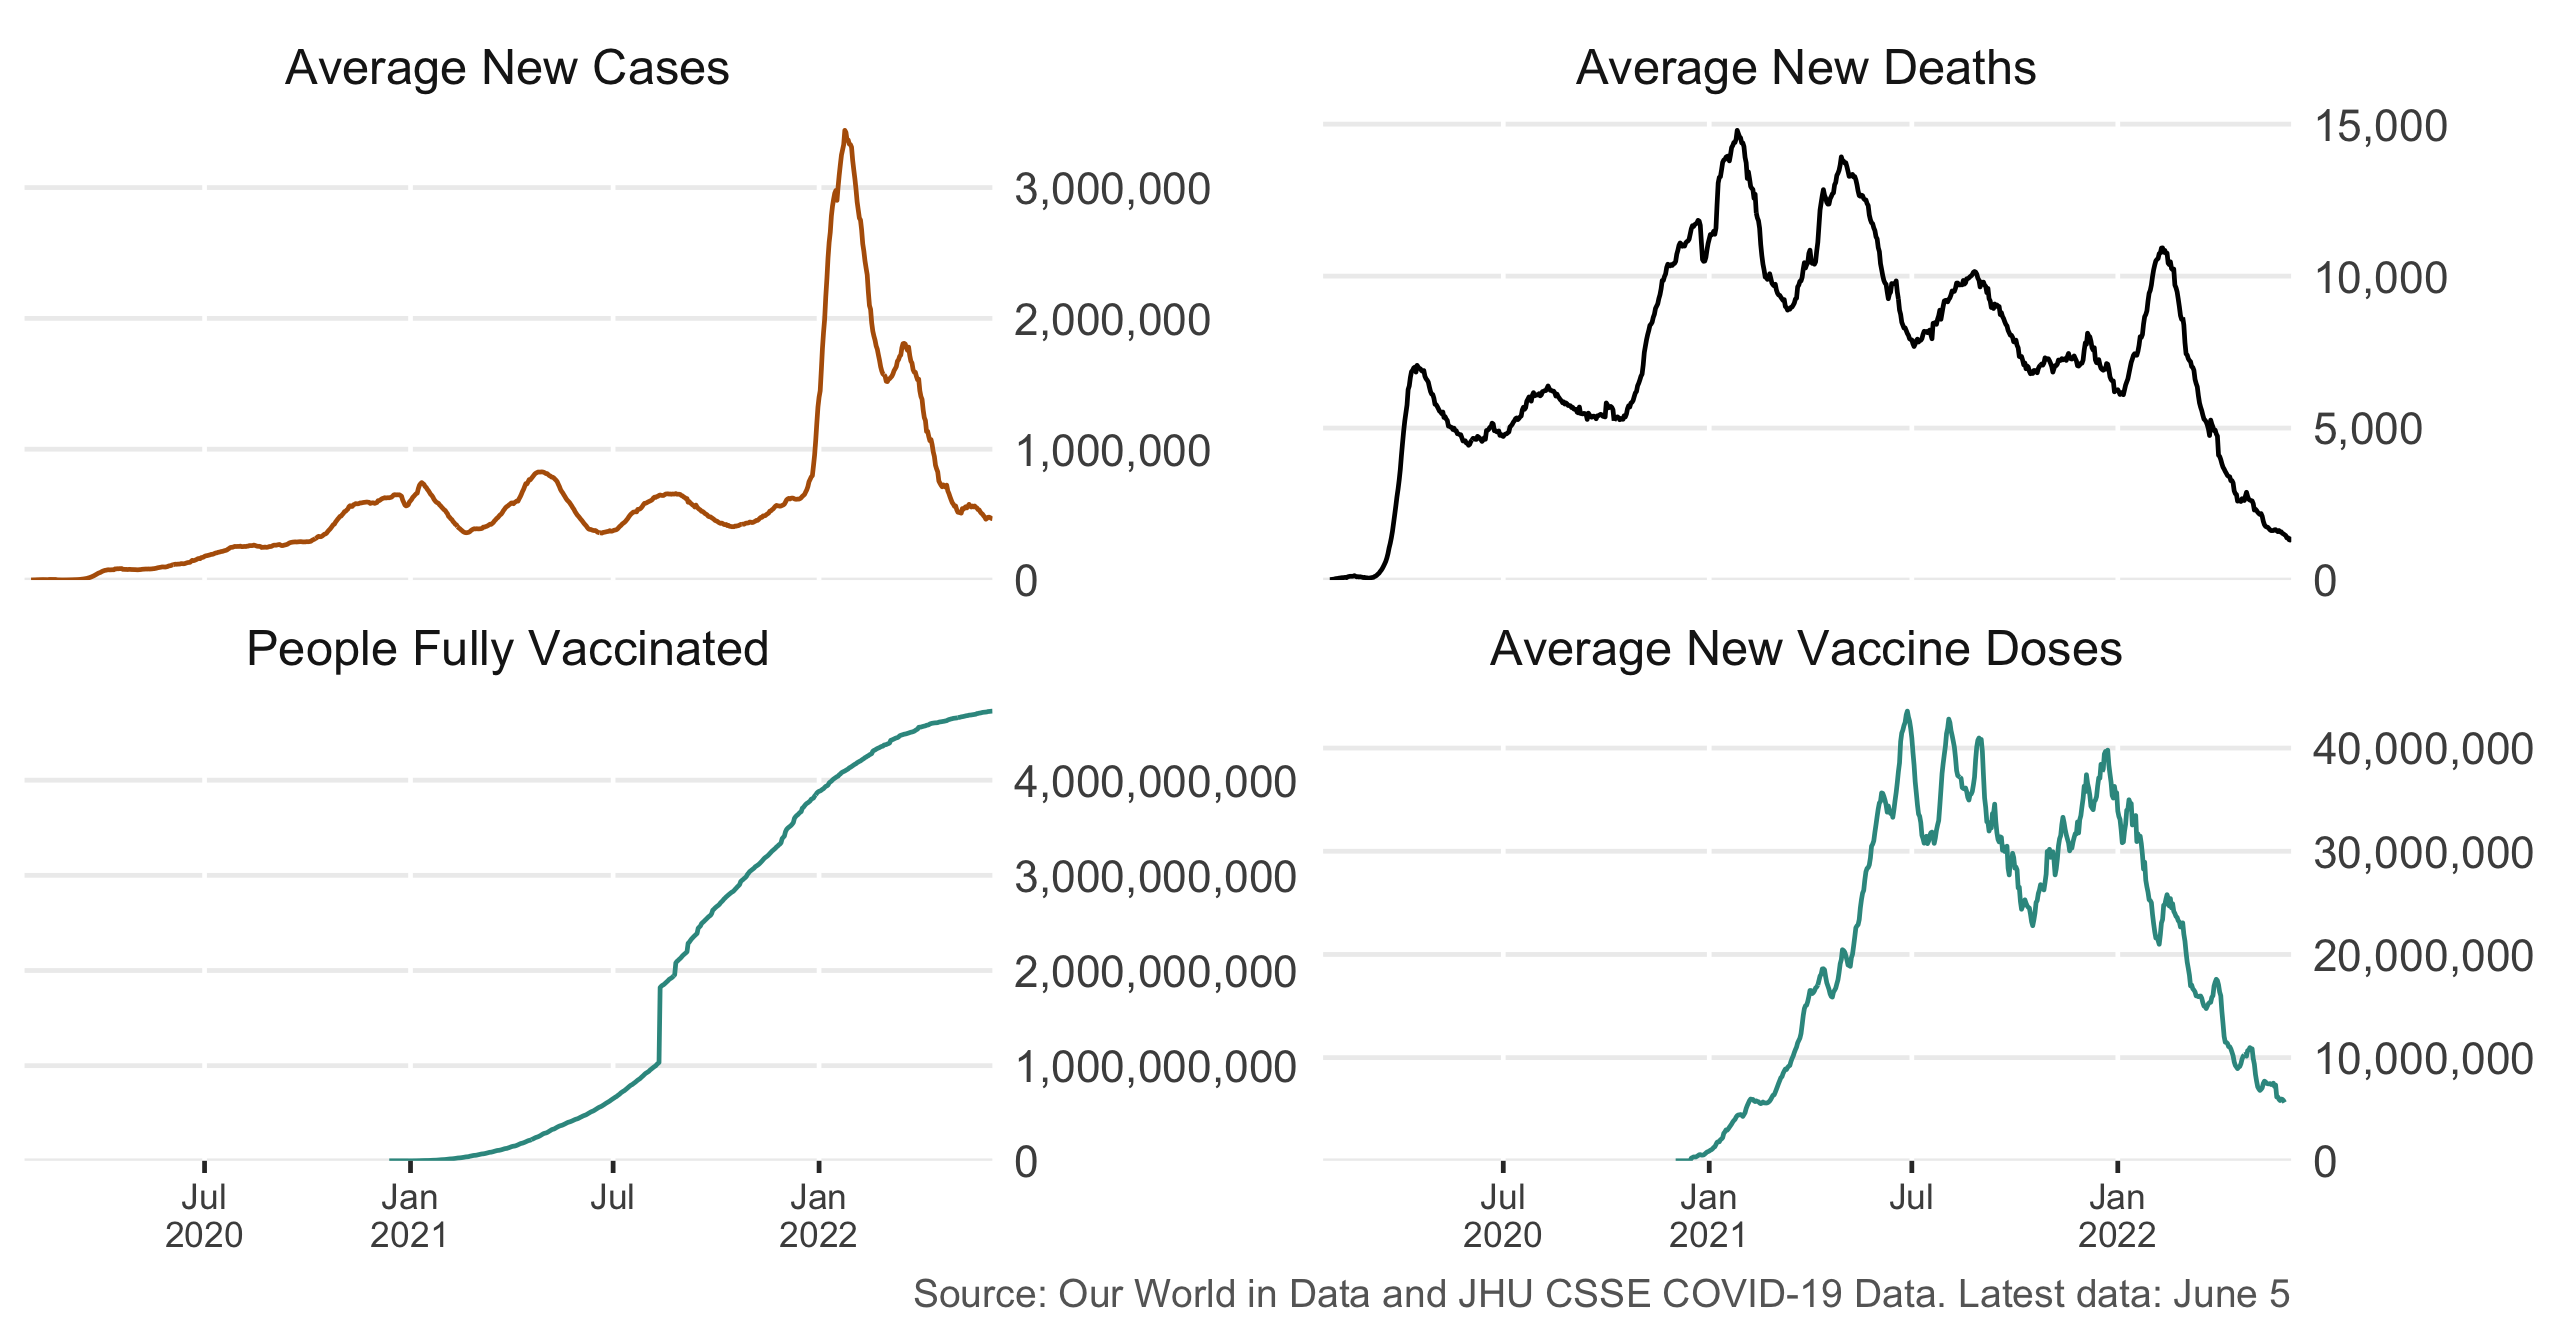 Average New Cases
3,000,000
2,000,000
1,000,000
0
Average New Deaths
15,000
10,000
5,000
0
People Fully Vaccinated
4,000,000,000
3,000,000,000
2,000,000,000
1,000,000,000
0
Jul Jan Jul Jan
2020 2021 2022
Average New Vaccine Doses
40,000,000
30,000,000
20,000,000
10,000,000
0
Jul Jan Jul Jan
2020 2021 2022
Source: Our World in Data and JHU CSSE COVID-19 Data. Latest data: June 5